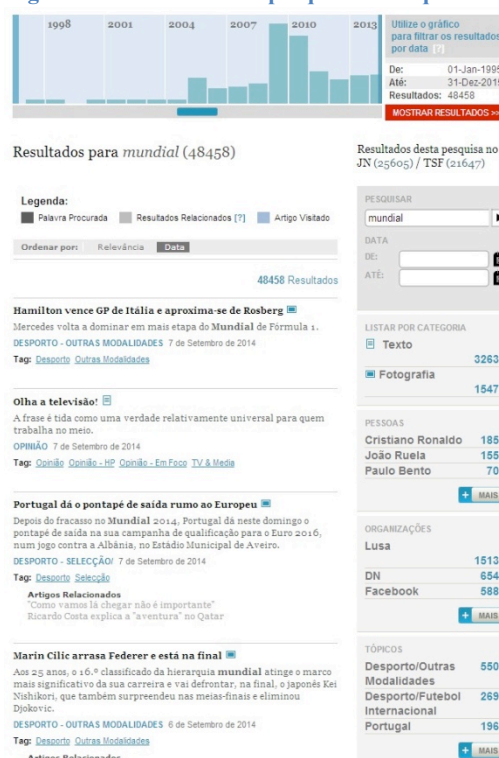 1998 2001 2004 2007 2010 2013
Utilize o gráfico
para filtrar os resultados
por data [?]
De: 01-Jan-1995
Até:
Resultados: 48458
MOSTRAR RESULTADOS >>
Resultados para mundial (48458)
Legenda:
Palavra Procurada Resultados Relacionados [?] Artigo Visitado
Ordenar por: Relevância Data
48458 Resultados
Hamilton vence GP de Itália e aproxima-se de Rosberg
Mercedes volta a dominar em mais etapa do Mundial de Fórmula 1.
DESPORTO - OUTRAS MODALIDADES 7 de Setembro de 2014
Tag: Desporto Outras Modalidades
Olha a televisão!
A frase é tida como uma verdade relativamente universal para quem
trabalha no meio.
OPINIÃO 7 de Setembro de 2014
Tag: Opinião Opinião - HP Opinião - Em Foco TV & Media
Portugal dá o pontapé de saída rumo ao Europeu
Depois do fracasso no Mundial 2014, Portugal dá neste domingo o
pontapé de saída na sua campanha de qualificação para o Euro 2016,
num jogo contra a Albânia, no Estádio Municipal de Aveiro.
DESPORTO - SELECÇÃO/ 7 de Setembro de 2014
Tag: Desporto Selecção
Artigos Relacionados
"Como vamos lá chegar não é importante"
Ricardo Costa explica a "aventura" no Qatar
Marin Cilic arrasa Federer e está na final
Aos 25 anos, o 16.º classificado da hierarquia mundial atinge o marco
mais significativo da sua carreira e vai defrontar, na final, o japonês Kei
Nishikori, que também surpreendeu nas meias-finais e eliminou
Djokovic.
DESPORTO - OUTRAS MODALIDADES 6 de Setembro de 2014
Tag: Desporto Outras Modalidades
Artigos Relacionados
Resultados desta pesquisa no
JN (25605) / TSF (21647)
PESQUISAR
mundial
DATA
DE:
ATÉ:
LISTAR POR CATEGORIA
Texto
3263
Fotografia
1547
PESSOAS
Cristiano Ronaldo 185
João Ruela 155
Paulo Bento 70
+ MAIS
ORGANIZAÇÕES
Lusa
1513
DN 654
Facebook 588
+ MAIS
TÓPICOS
Desporto/Outras 550
Modalidades
Desporto/Futebol 269
Internacional
Portugal 196
+ MAIS